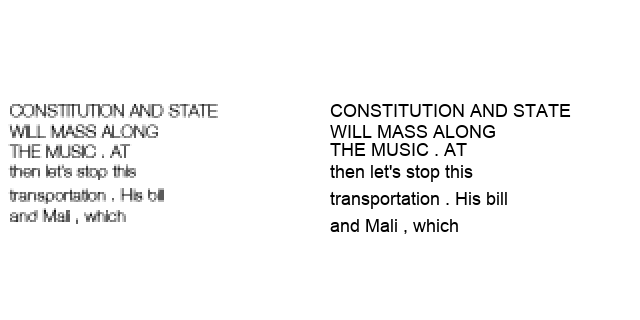 CONSTITUTION AND STATE
WILL MASS ALONG
THE MUSIC . AT
then let's stop this
transportation . His bill
and Mali , which
CONSTITUTION AND STATE
WILL MASS ALONG
THE MUSIC . AT
then let's stop this
transportation . His bill
and Mali , which